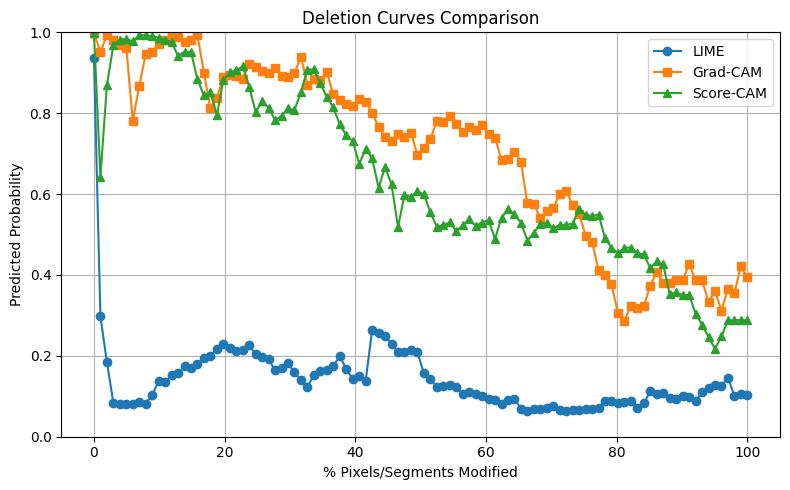 Deletion Curves Comparison
LIME
Grad-CAM
Score-CAM
Predicted Probability
1.0
0.8
0.6
0.4
0.2
0.0
0
20
40
60
80
100
% Pixels/Segments Modified